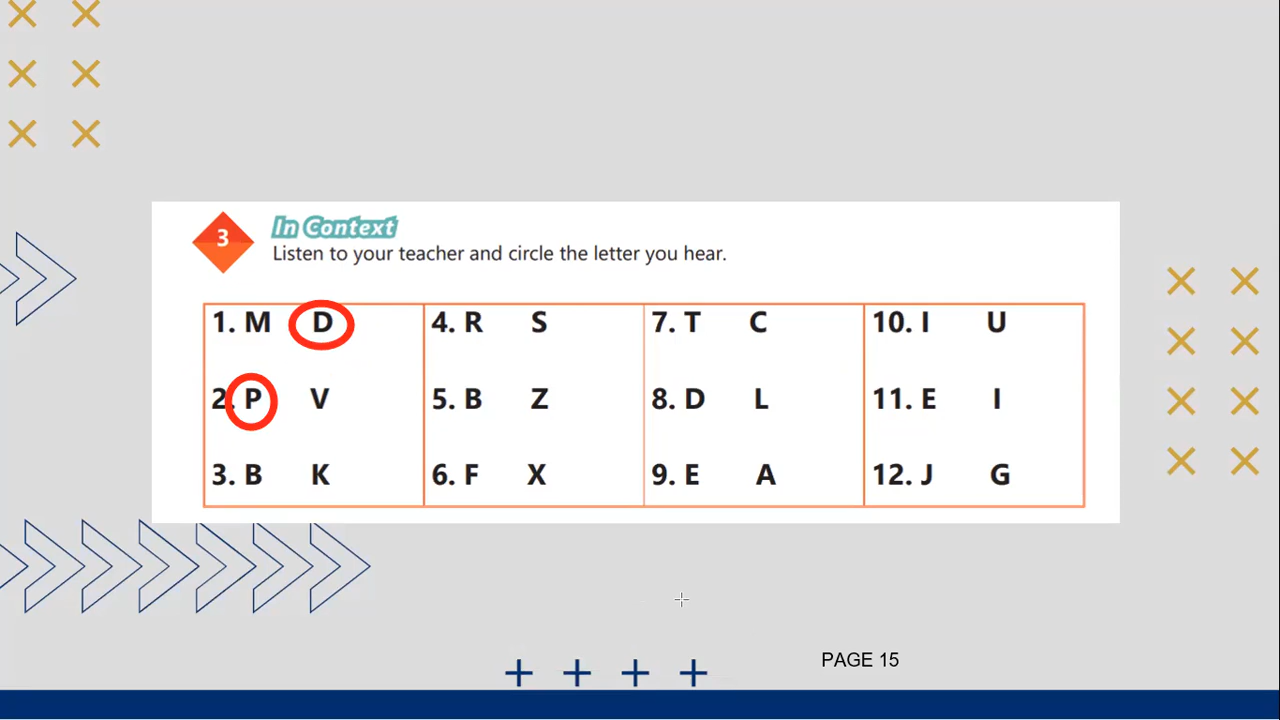 3
In Context
Listen to your teacher and circle the letter you hear.
1. M D
2. P V
3. B K
4. R S
5. B Z
6. F X
7. T C
8. D L
9. E A
10. I U
11. E I
12. J G
PAGE 15